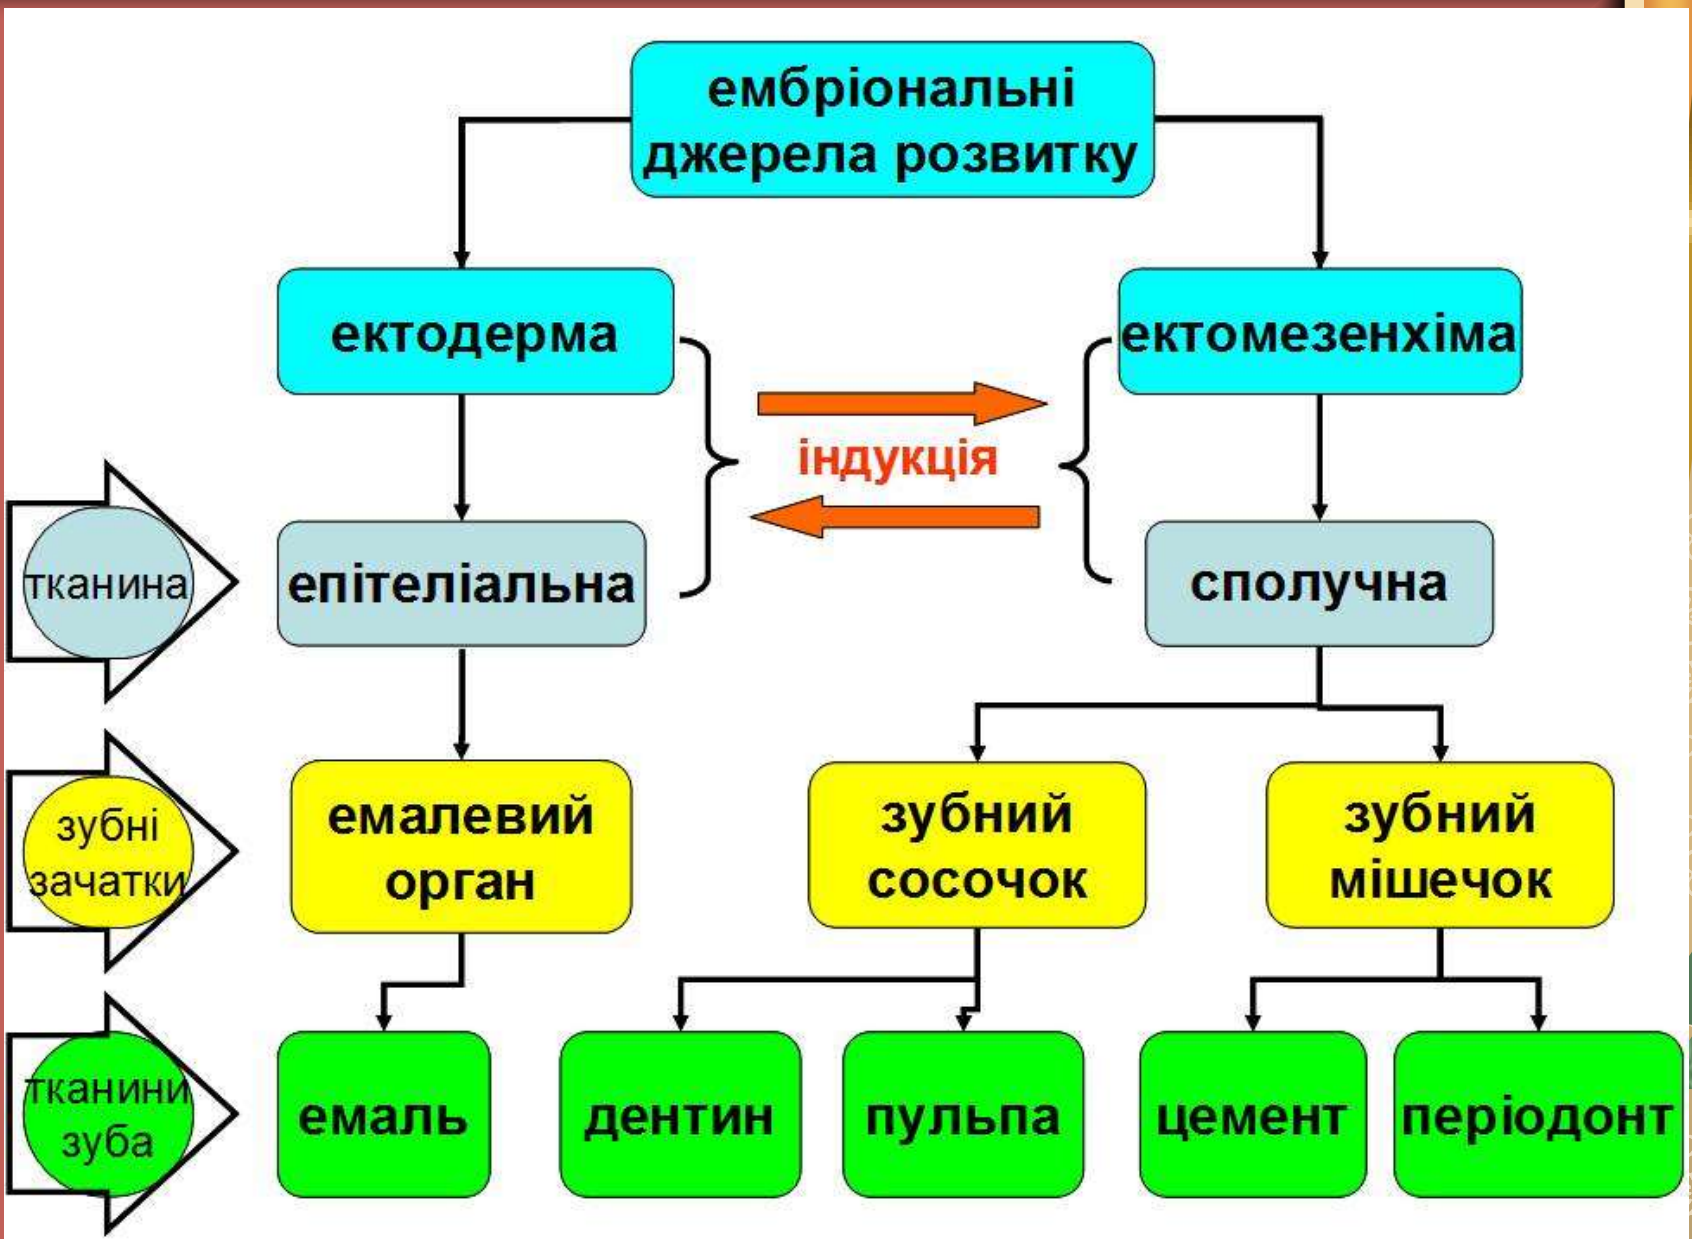 ембріональні
джерела розвитку
ектодерма
ектомезенхіма
індукція
тканина
епітеліальна
сполучна
зубні
зачатки
емалевий
орган
зубний
сосочок
зубний
мішечок
тканини
зуба
емаль
дентин
пульпа
цемент
періодонт